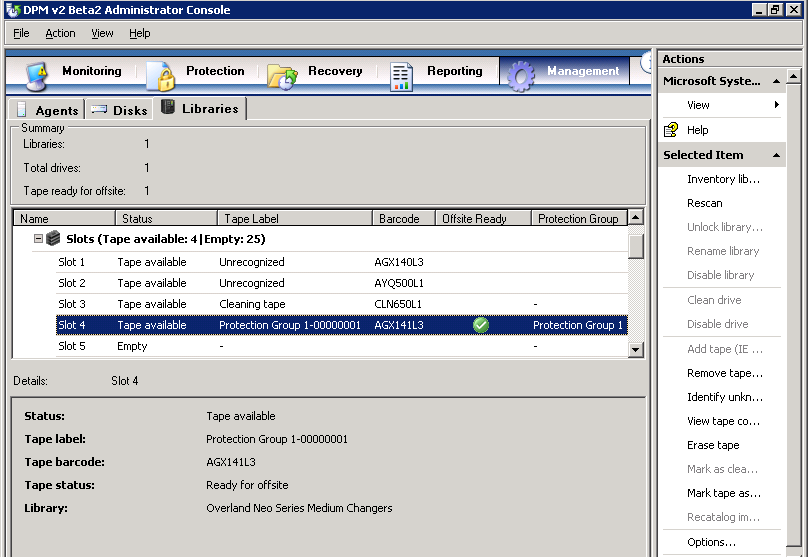 DPM v2 Beta2 Administrator Console
File Action View Help
Monitoring Protection Recovery Reporting Management
Agents Disks Libraries
Summary
Libraries: 1
Total drives: 1
Tape ready for offsite: 1
Name Status Tape Label Barcode Offsite Ready Protection Group
Slots (Tape available: 4|Empty: 25)
Slot 1 Tape available Unrecognized AGX140L3
Slot 2 Tape available Unrecognized AYQ500L1
Slot 3 Tape available Cleaning tape CLN650L1 -
Slot 4 Tape available Protection Group 1-00000001 AGX141L3 Protection Group 1
Slot 5 Empty - -
Details: Slot 4
Status: Tape available
Tape label: Protection Group 1-00000001
Tape barcode: AGX141L3
Tape status: Ready for offsite
Library: Overland Neo Series Medium Changers
Actions
Microsoft Syste...
View
Help
Selected Item
Inventory lib...
Rescan
Unlock library...
Rename library
Disable library
Clean drive
Disable drive
Add tape (IE ...
Remove tape...
Identify unkn...
View tape co...
Erase tape
Mark as clea...
Mark tape as...
Recatalog im...
Options...